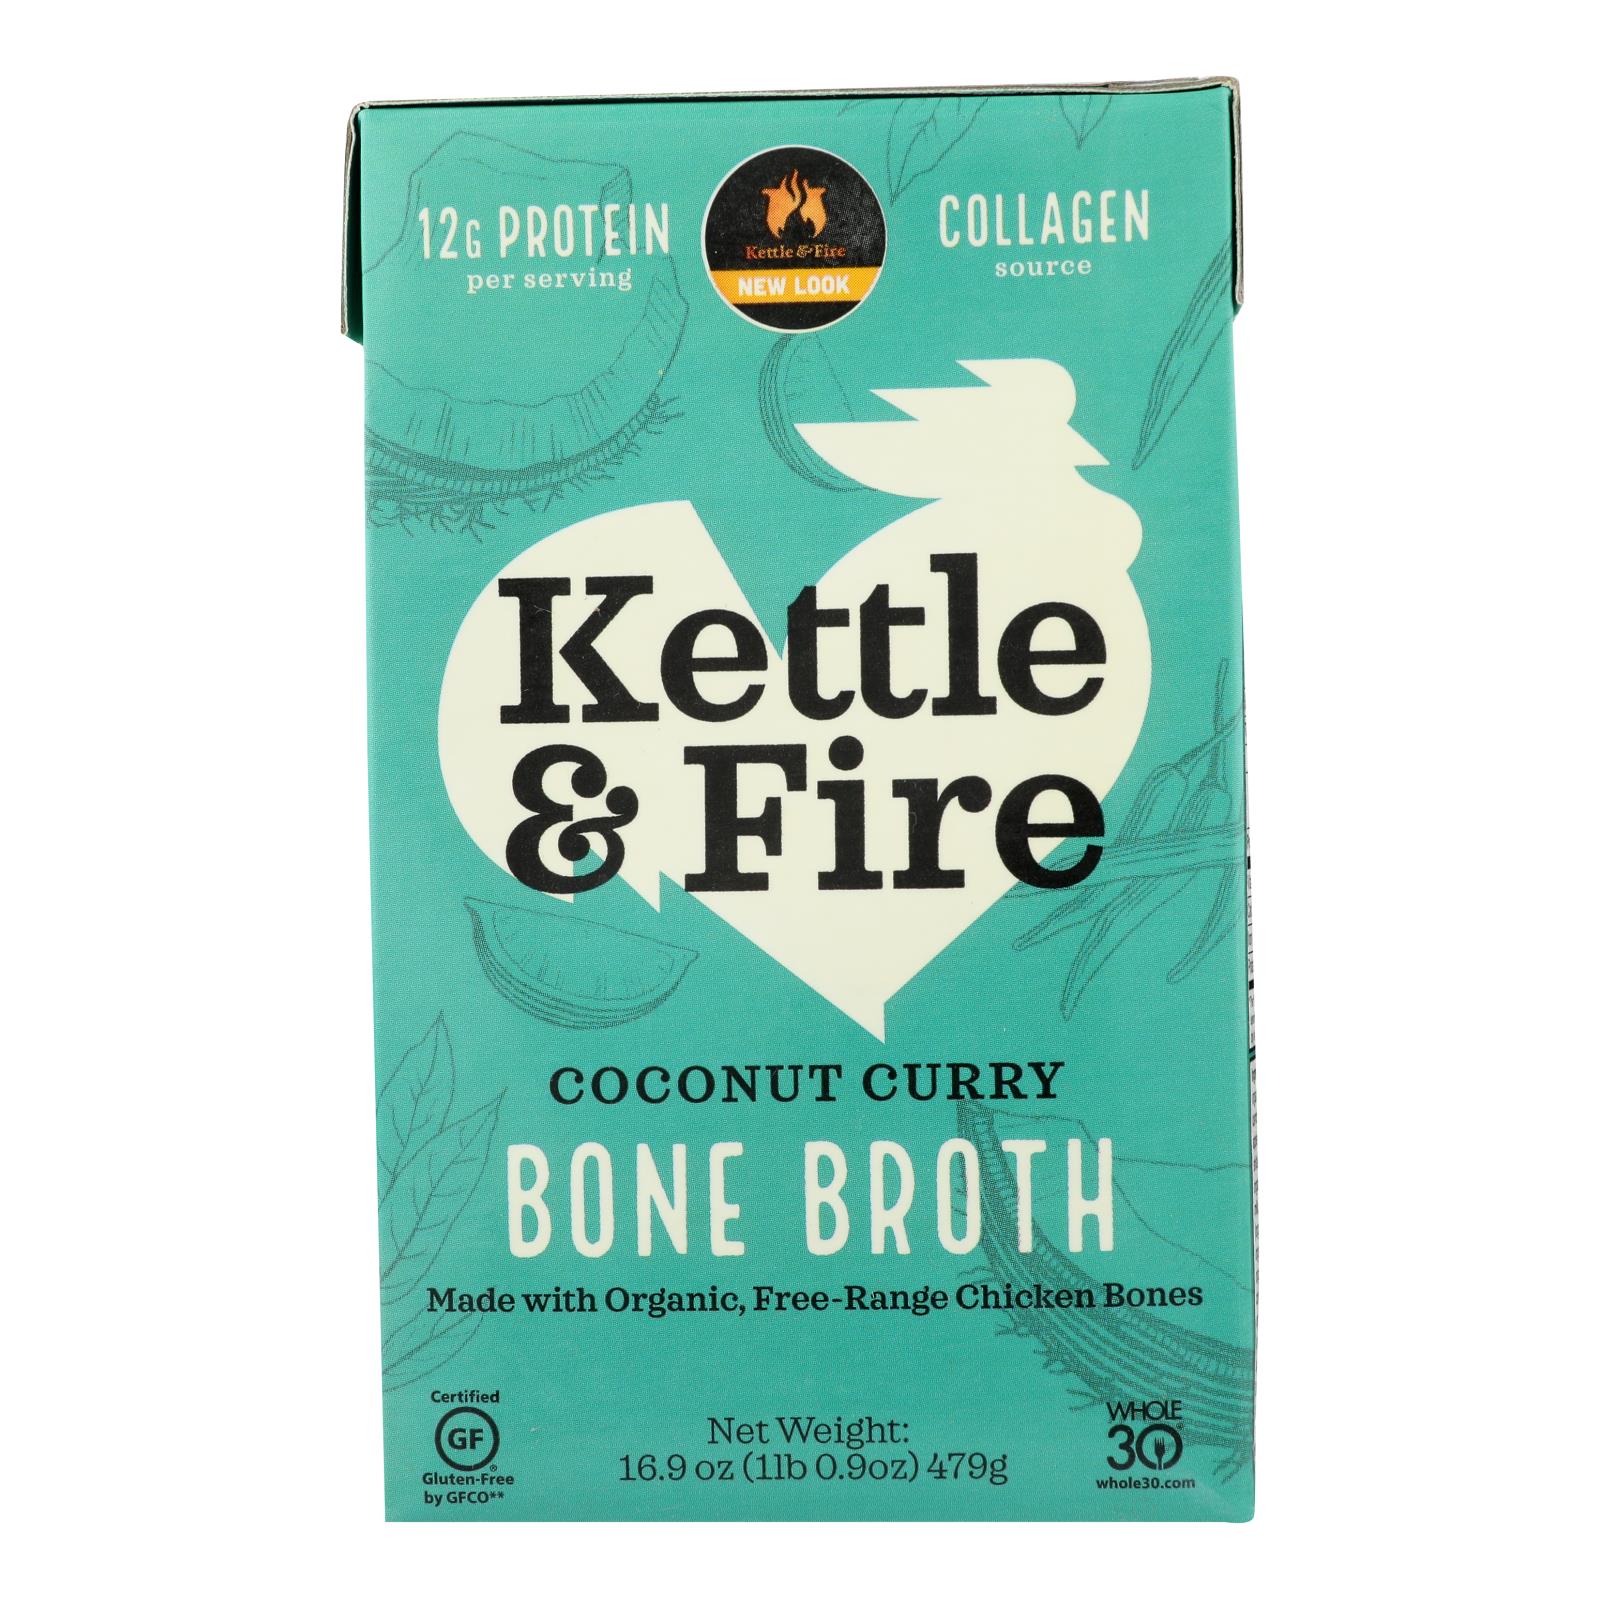 12G PROTEIN
per serving
Kettle & Fire
NEW LOOK
COLLAGEN
source
Kettle
& Fire
COCONUT CURRY
BONE BROTH
Made with Organic, Free-Range Chicken Bones
Certified
GF
®
Gluten-Free
by GFCO**
Net Weight:
16.9 oz (1lb 0.9oz) 479g
WHOLE
30®
whole30.com